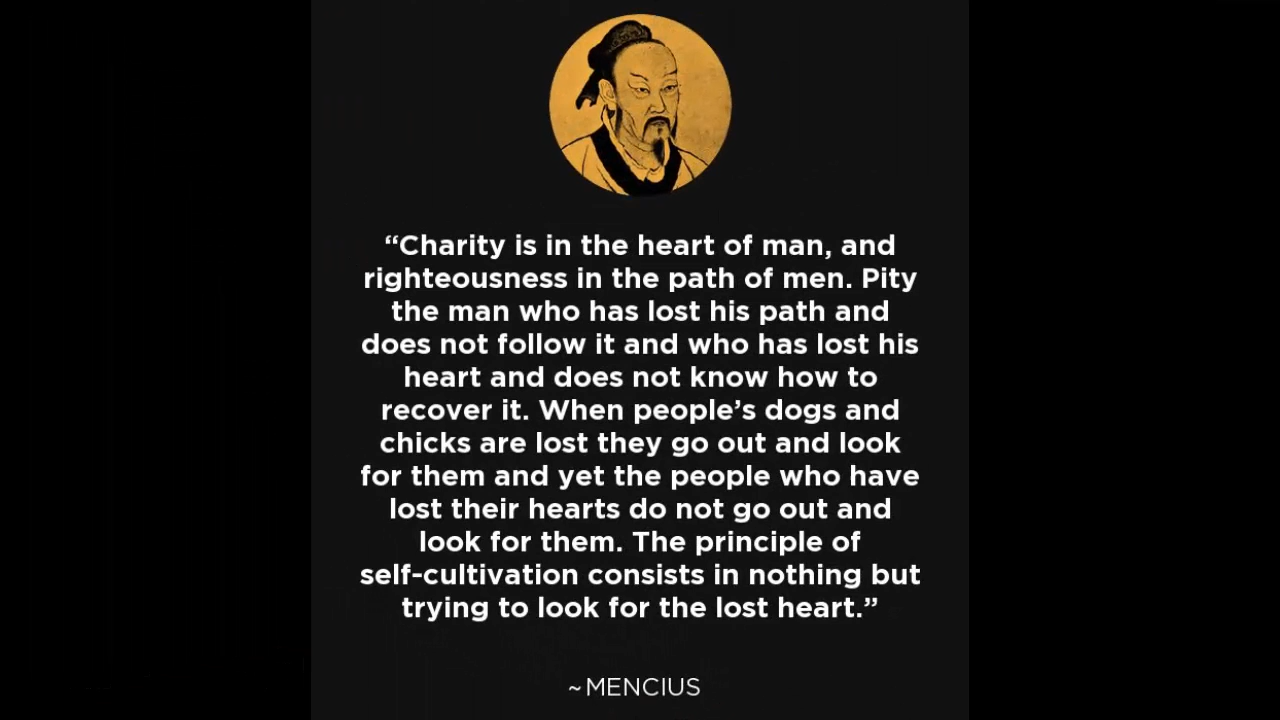 “Charity is in the heart of man, and
righteousness in the path of men. Pity
the man who has lost his path and
does not follow it and who has lost his
heart and does not know how to
recover it. When people’s dogs and
chicks are lost they go out and look
for them and yet the people who have
lost their hearts do not go out and
look for them. The principle of
self-cultivation consists in nothing but
trying to look for the lost heart.”
~MENCIUS